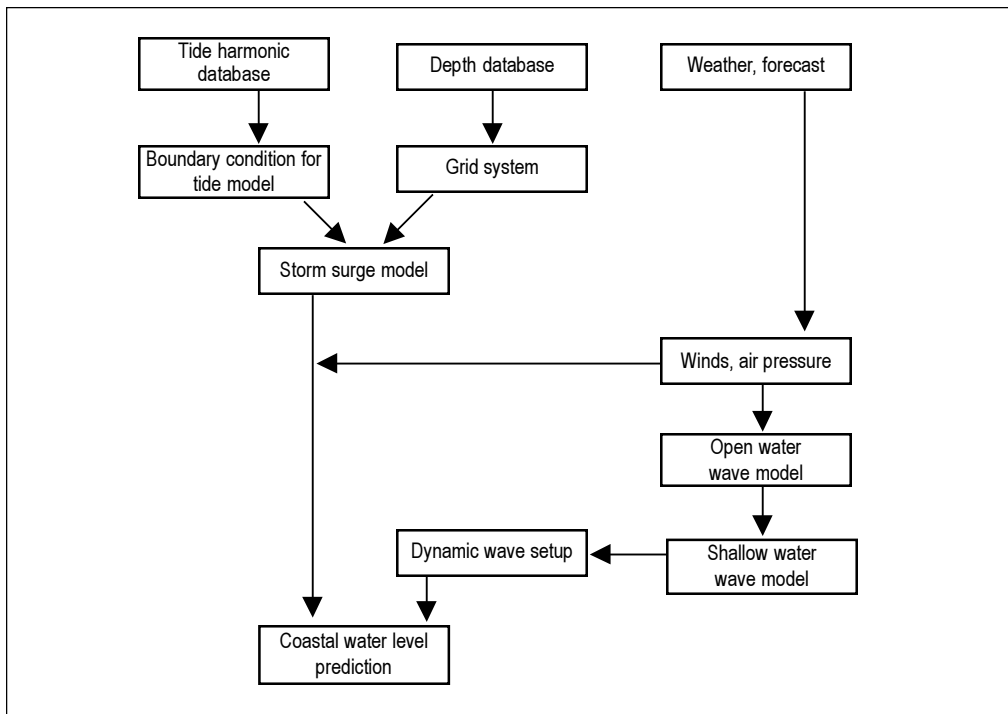 Tide harmonic
database
Depth database
Weather, forecast
Boundary condition for
tide model
Grid system
Storm surge model
Winds, air pressure
Open water
wave model
Dynamic wave setup
Shallow water
wave model
Coastal water level
prediction